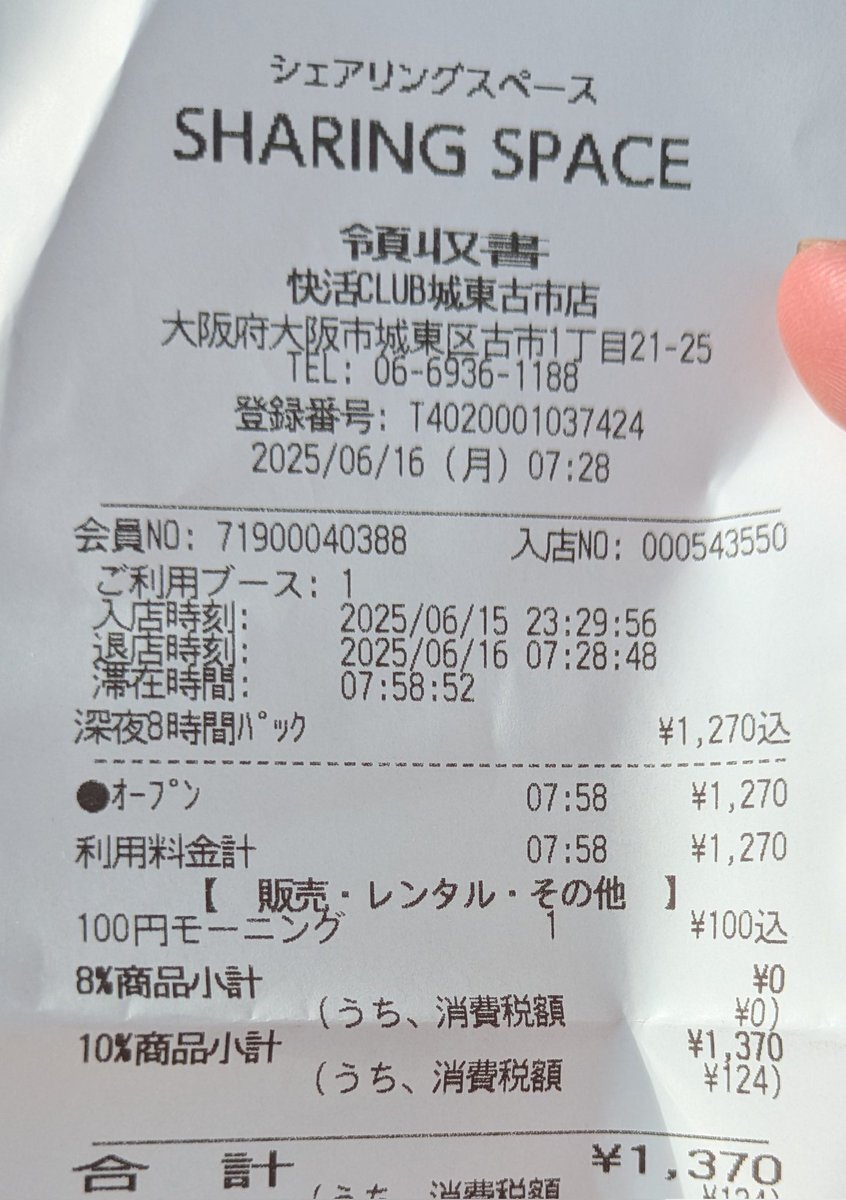 シェアリングスペース
SHARING SPACE
領収書
快活CLUB城東古市店
大阪府大阪市城東区古市1丁目21-25
TEL: 06-6936-1188
登録番号: T4020001037424
2025/06/16 (月) 07:28
会員NO: 71900040388 入店NO: 000543550
ご利用ブース: 1
入店時刻: 2025/06/15 23:29:56
退店時刻: 2025/06/16 07:28:48
滞在時間: 07:58:52
深夜8時間ﾊﾟｯｸ ¥1,270込
●ｵｰﾌﾟﾝ 07:58 ¥1,270
利用料金計 07:58 ¥1,270
【 販売・レンタル・その他 】
100円モーニング 1 ¥100込
8%商品小計 ¥0
(うち、消費税額 ¥0)
10%商品小計 ¥1,370
(うち、消費税額 ¥124)
合 計 ¥1,370
(うち、消費税額 ¥124)